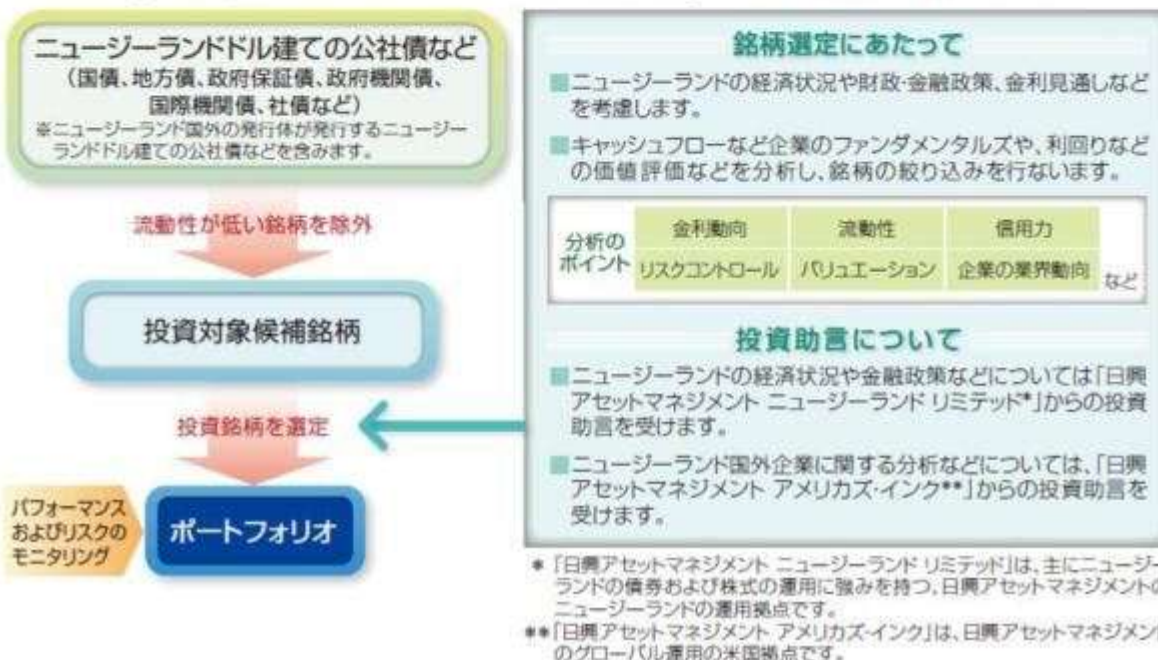 ニュージーランドドル建ての公社債など
(国債、地方債、政府保証債、政府機関債、
国際機関債、社債など)
※ニュージーランド国外の発行体が発行するニュージー
ランドドル建ての公社債などを含みます。
流動性が低い銘柄を除外
投資対象候補銘柄
投資銘柄を選定
パフォーマンス
およびリスクの
モニタリング
ポートフォリオ
銘柄選定にあたって
■ニュージーランドの経済状況や財政・金融政策、金利見通しなど
を考慮します。
■キャッシュフローなど企業のファンダメンタルズや、利回りなど
の価値評価などを分析し、銘柄の絞り込みを行ないます。
分析の
ポイント
金利動向 流動性 信用力
リスクコントロール バリュエーション 企業の業界動向
など
投資助言について
■ニュージーランドの経済状況や金融政策などについては「日興
アセットマネジメント ニュージーランド リミテッド*」からの投資
助言を受けます。
■ニュージーランド国外企業に関する分析などについては、「日興
アセットマネジメント アメリカズ・インク**」からの投資助言を
受けます。
*「日興アセットマネジメント ニュージーランド リミテッド」は、主にニュージー
ランドの債券および株式の運用に強みを持つ、日興アセットマネジメントの
ニュージーランドの運用拠点です。
**「日興アセットマネジメント アメリカズ・インク」は、日興アセットマネジメント
のグローバル運用の米国拠点です。